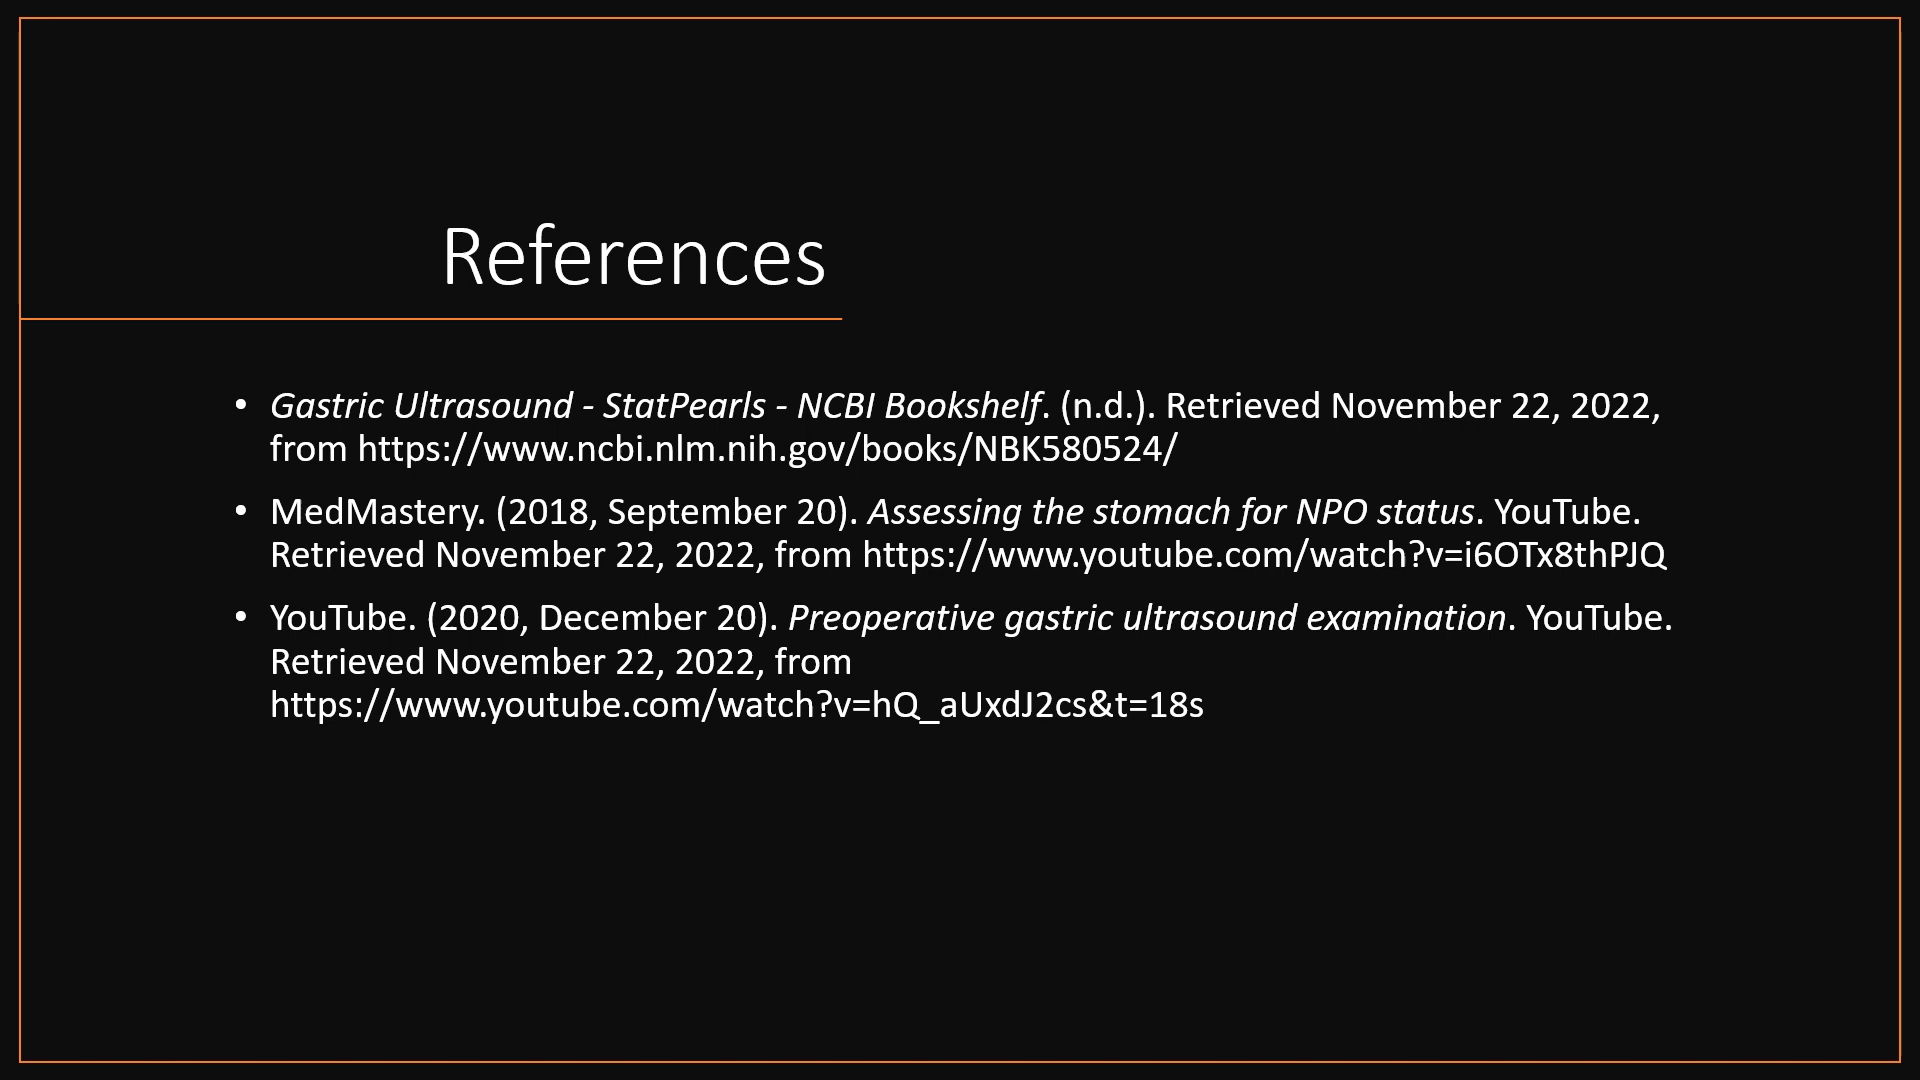 References
• Gastric Ultrasound - StatPearls - NCBI Bookshelf. (n.d.). Retrieved November 22, 2022,
from https://www.ncbi.nlm.nih.gov/books/NBK580524/
• MedMastery. (2018, September 20). Assessing the stomach for NPO status. YouTube.
Retrieved November 22, 2022, from https://www.youtube.com/watch?v=i6OTx8thPJQ
• YouTube. (2020, December 20). Preoperative gastric ultrasound examination. YouTube.
Retrieved November 22, 2022, from
https://www.youtube.com/watch?v=hQ_aUxdJ2cs&t=18s